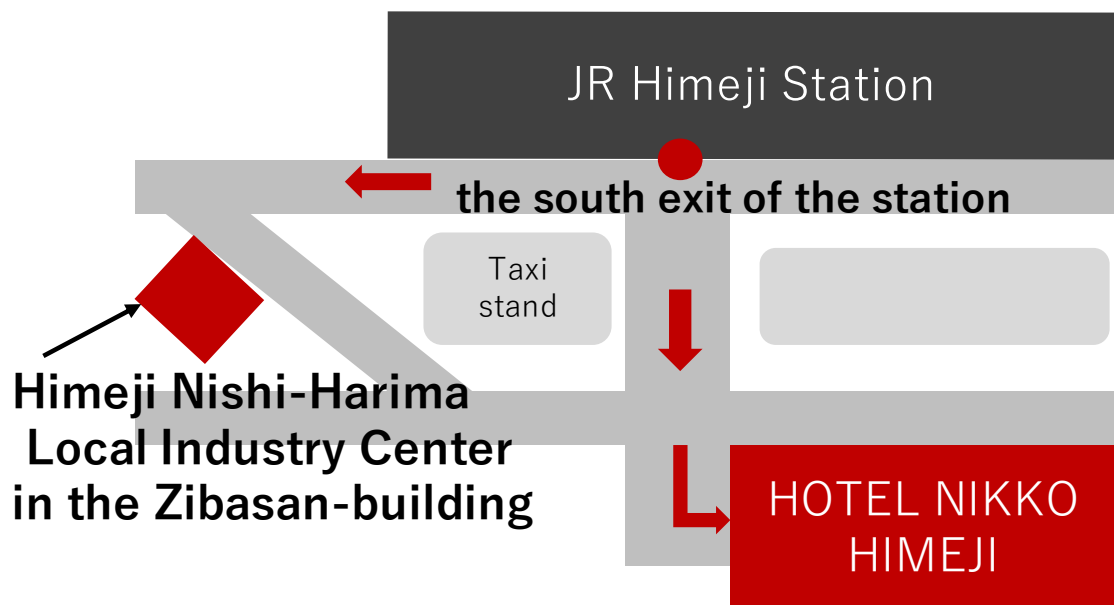 JR Himeji Station
the south exit of the station
Taxi
stand
Himeji Nishi-Harima
Local Industry Center
in the Zibasan-building
HOTEL NIKKO
HIMEJI